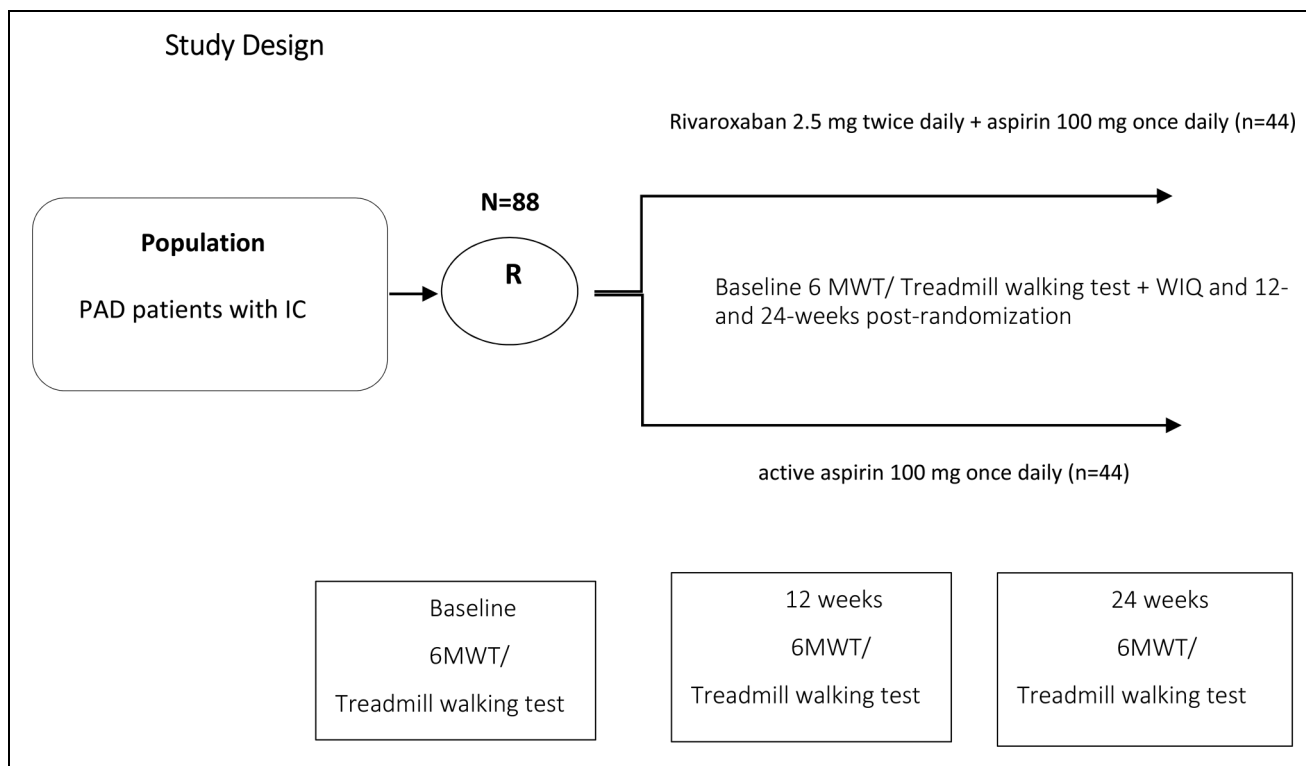 Study Design
Rivaroxaban 2.5 mg twice daily + aspirin 100 mg once daily (n=44)
N=88
Population
R
PAD patients with IC
Baseline 6 MWT/ Treadmill walking test + WIQ and 12-
and 24-weeks post-randomization
active aspirin 100 mg once daily (n=44)
Baseline
6MWT/
Treadmill walking test
12 weeks
6MWT/
Treadmill walking test
24 weeks
6MWT/
Treadmill walking test